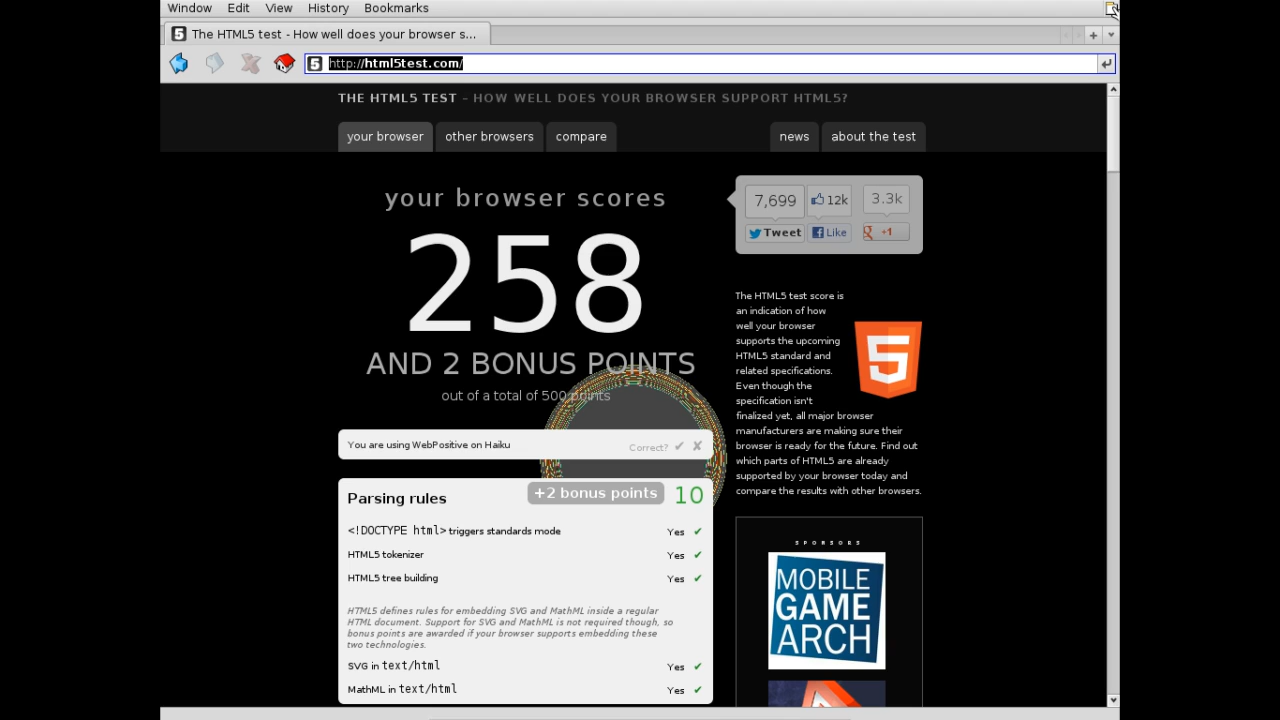 Window Edit View History Bookmarks
The HTML5 test - How well does your browser s...
http://html5test.com/
THE HTML5 TEST – HOW WELL DOES YOUR BROWSER SUPPORT HTML5?
your browser other browsers compare news about the test
your browser scores
258
AND 2 BONUS POINTS
out of a total of 500 points
You are using WebPositive on Haiku Correct? ✔ ✘
Parsing rules +2 bonus points 10
<!DOCTYPE html> triggers standards mode Yes ✔
HTML5 tokenizer Yes ✔
HTML5 tree building Yes ✔
HTML5 defines rules for embedding SVG and MathML inside a regular
HTML document. Support for SVG and MathML is not required though, so
bonus points are awarded if your browser supports embedding these
two technologies.
SVG in text/html Yes ✔
MathML in text/html Yes ✔
7,699 12k 3.3k
Tweet Like +1
The HTML5 test score is
an indication of how
well your browser
supports the upcoming
HTML5 standard and
related specifications.
Even though the
specification isn't
finalized yet, all major browser
manufacturers are making sure their
browser is ready for the future. Find out
which parts of HTML5 are already
supported by your browser today and
compare the results with other browsers.
SPONSORS
MOBILE
GAME
ARCH